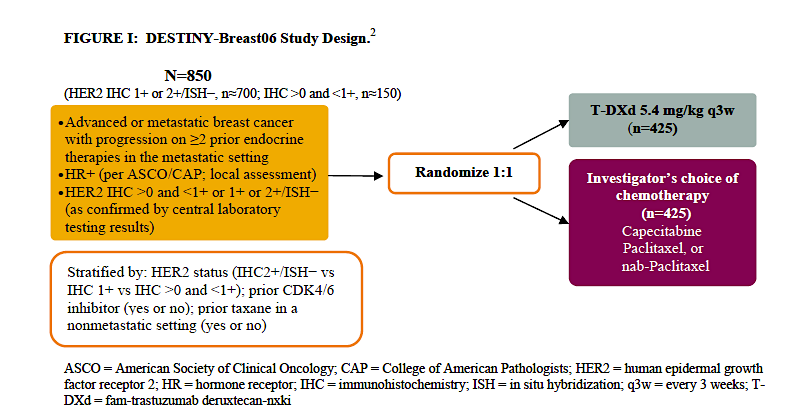 FIGURE I:  DESTINY-Breast06 Study Design.2
N=850
(HER2 IHC 1+ or 2+/ISH−, n≈700; IHC >0 and <1+, n≈150)
•Advanced or metastatic breast cancer
with progression on ≥2 prior endocrine
therapies in the metastatic setting
•HR+ (per ASCO/CAP; local assessment)
•HER2 IHC >0 and <1+ or 1+ or 2+/ISH−
(as confirmed by central laboratory
testing results)
Stratified by: HER2 status (IHC2+/ISH− vs
IHC 1+ vs IHC >0 and <1+); prior CDK4/6
inhibitor (yes or no); prior taxane in a
nonmetastatic setting (yes or no)
Randomize 1:1
T-DXd 5.4 mg/kg q3w
(n=425)
Investigator's choice of
chemotherapy
(n=425)
Capecitabine
Paclitaxel, or
nab-Paclitaxel
ASCO = American Society of Clinical Oncology; CAP = College of American Pathologists; HER2 = human epidermal growth
factor receptor 2; HR = hormone receptor; IHC = immunohistochemistry; ISH = in situ hybridization; q3w = every 3 weeks; T-
DXd = fam-trastuzumab deruxtecan-nxki